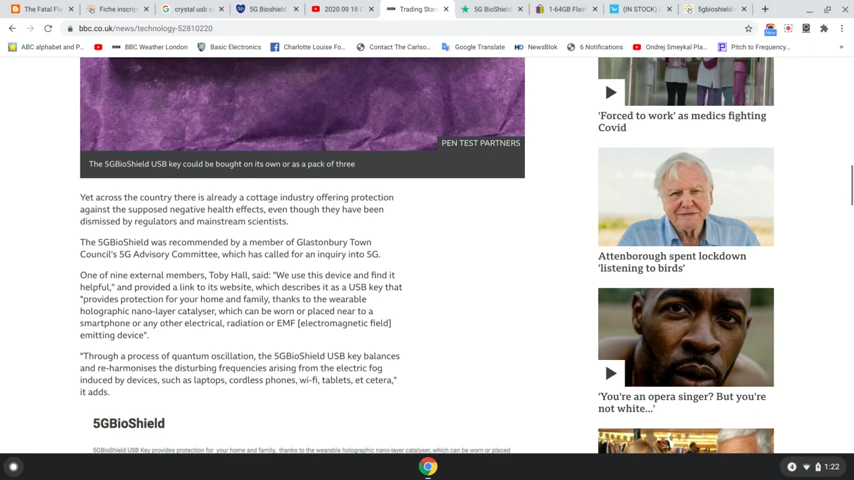 The Fatal Fla
Fiche inscrip
crystal usb s
5G Bioshield
2020 09 18 C
Trading Stan
5G BioShield
1-64GB Flas
(IN STOCK) C
5gbioshield-
bbc.co.uk/news/technology-52810220
New
ABC alphabet and p...
BBC Weather London
Basic Electronics
Charlotte Louise Fo...
Contact The Carlso...
Google Translate
NewsBlok
6 Notifications
Ondrej Smeykal Pla...
Pitch to Frequency...
»
PEN TEST PARTNERS
The 5GBioShield USB key could be bought on its own or as a pack of three
Yet across the country there is already a cottage industry offering protection
against the supposed negative health effects, even though they have been
dismissed by regulators and mainstream scientists.
The 5GBioShield was recommended by a member of Glastonbury Town
Council's 5G Advisory Committee, which has called for an inquiry into 5G.
One of nine external members, Toby Hall, said: "We use this device and find it
helpful," and provided a link to its website, which describes it as a USB key that
"provides protection for your home and family, thanks to the wearable
holographic nano-layer catalyser, which can be worn or placed near to a
smartphone or any other electrical, radiation or EMF [electromagnetic field]
emitting device".
"Through a process of quantum oscillation, the 5GBioShield USB key balances
and re-harmonises the disturbing frequencies arising from the electric fog
induced by devices, such as laptops, cordless phones, wi-fi, tablets, et cetera,"
it adds.
5GBioShield
5GBioShield USB Key provides protection for your home and family, thanks to the wearable holographic nano-layer catalyser, which can be worn or placed
'Forced to work' as medics fighting
Covid
Attenborough spent lockdown
'listening to birds'
'You're an opera singer? But you're
not white...'
4
1:22